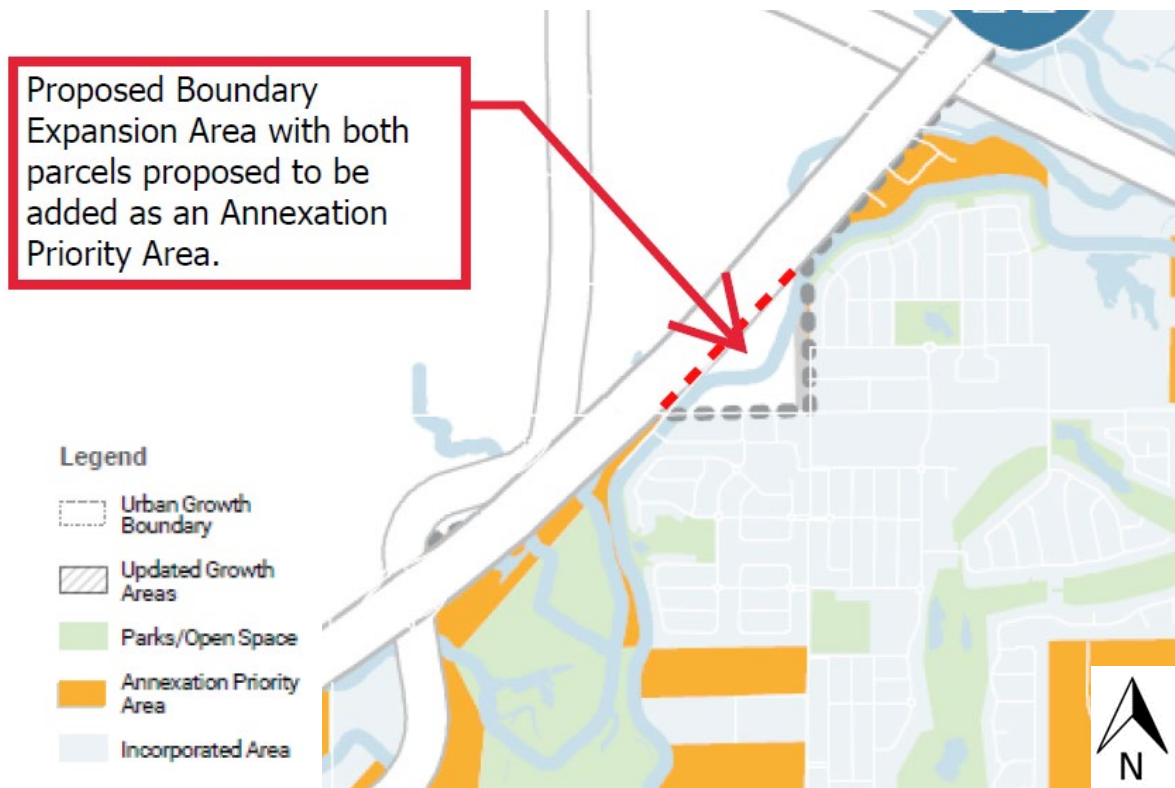 Proposed Boundary
Expansion Area with both
parcels proposed to be
added as an Annexation
Priority Area.
Legend
Urban Growth
Boundary
Updated Growth
Areas
Parks/Open Space
Annexation Priority
Area
Incorporated Area
N